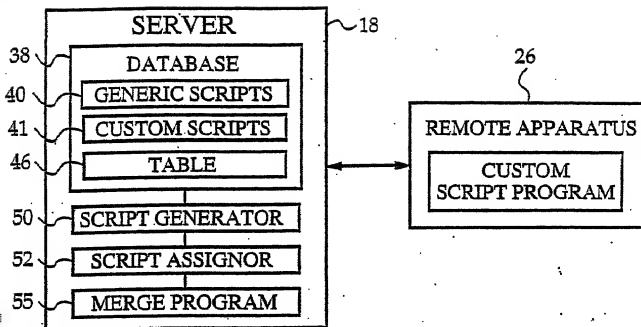 SERVER
18
38
DATABASE
40
GENERIC SCRIPTS
41
CUSTOM SCRIPTS
46
TABLE
50
SCRIPT GENERATOR
52
SCRIPT ASSIGNOR
55
MERGE PROGRAM
26
REMOTE APPARATUS
CUSTOM
SCRIPT PROGRAM